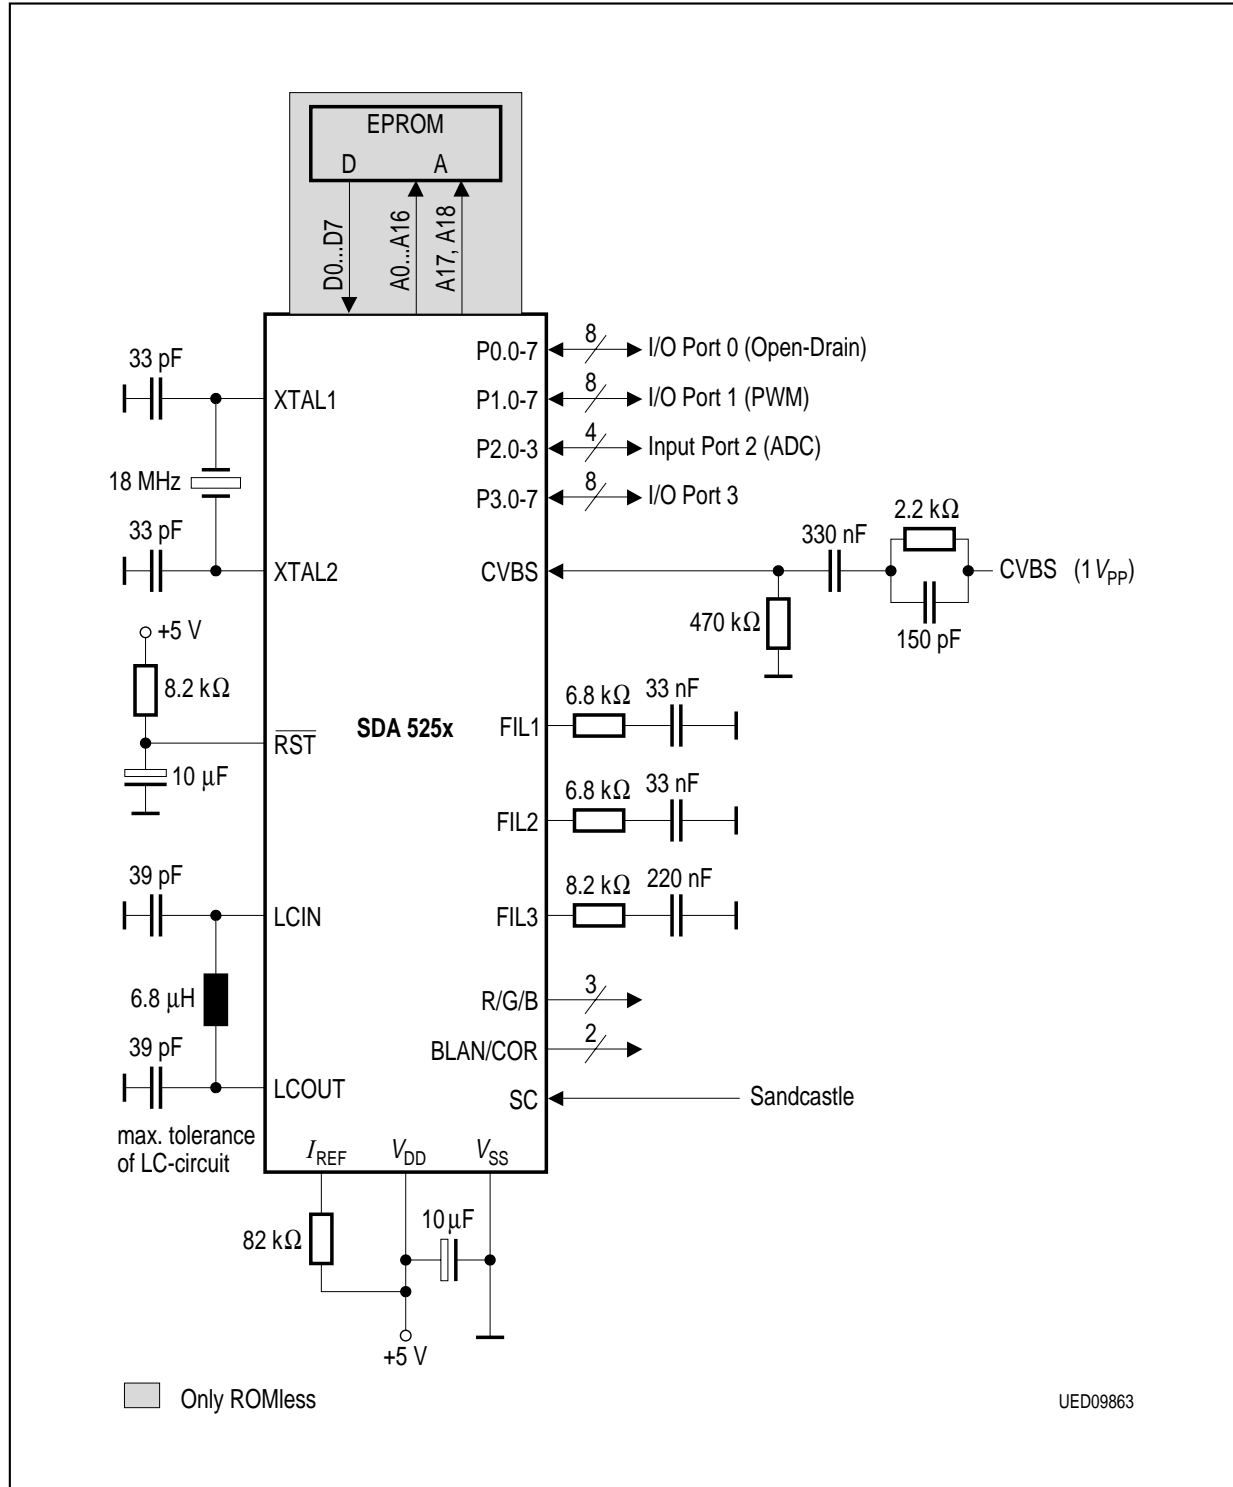 EPROM
D A
D0...D7
A0...A16
A17, A18
33 pF
XTAL1
18 MHz
33 pF
XTAL2
+5 V
8.2 kΩ
RST
10 μF
39 pF
LCIN
6.8 μH
39 pF
LCOUT
max. tolerance
of LC-circuit
SDA 525x
P0.0-7 8 I/O Port 0 (Open-Drain)
P1.0-7 8 I/O Port 1 (PWM)
P2.0-3 4 Input Port 2 (ADC)
P3.0-7 8 I/O Port 3
2.2 kΩ
330 nF
CVBS CVBS (1 VPP)
470 kΩ
150 pF
6.8 kΩ 33 nF
FIL1
6.8 kΩ 33 nF
FIL2
8.2 kΩ 220 nF
FIL3
R/G/B 3
BLAN/COR 2
SC Sandcastle
IREF VDD VSS
82 kΩ
10 μF
+5 V
Only ROMless
UED09863